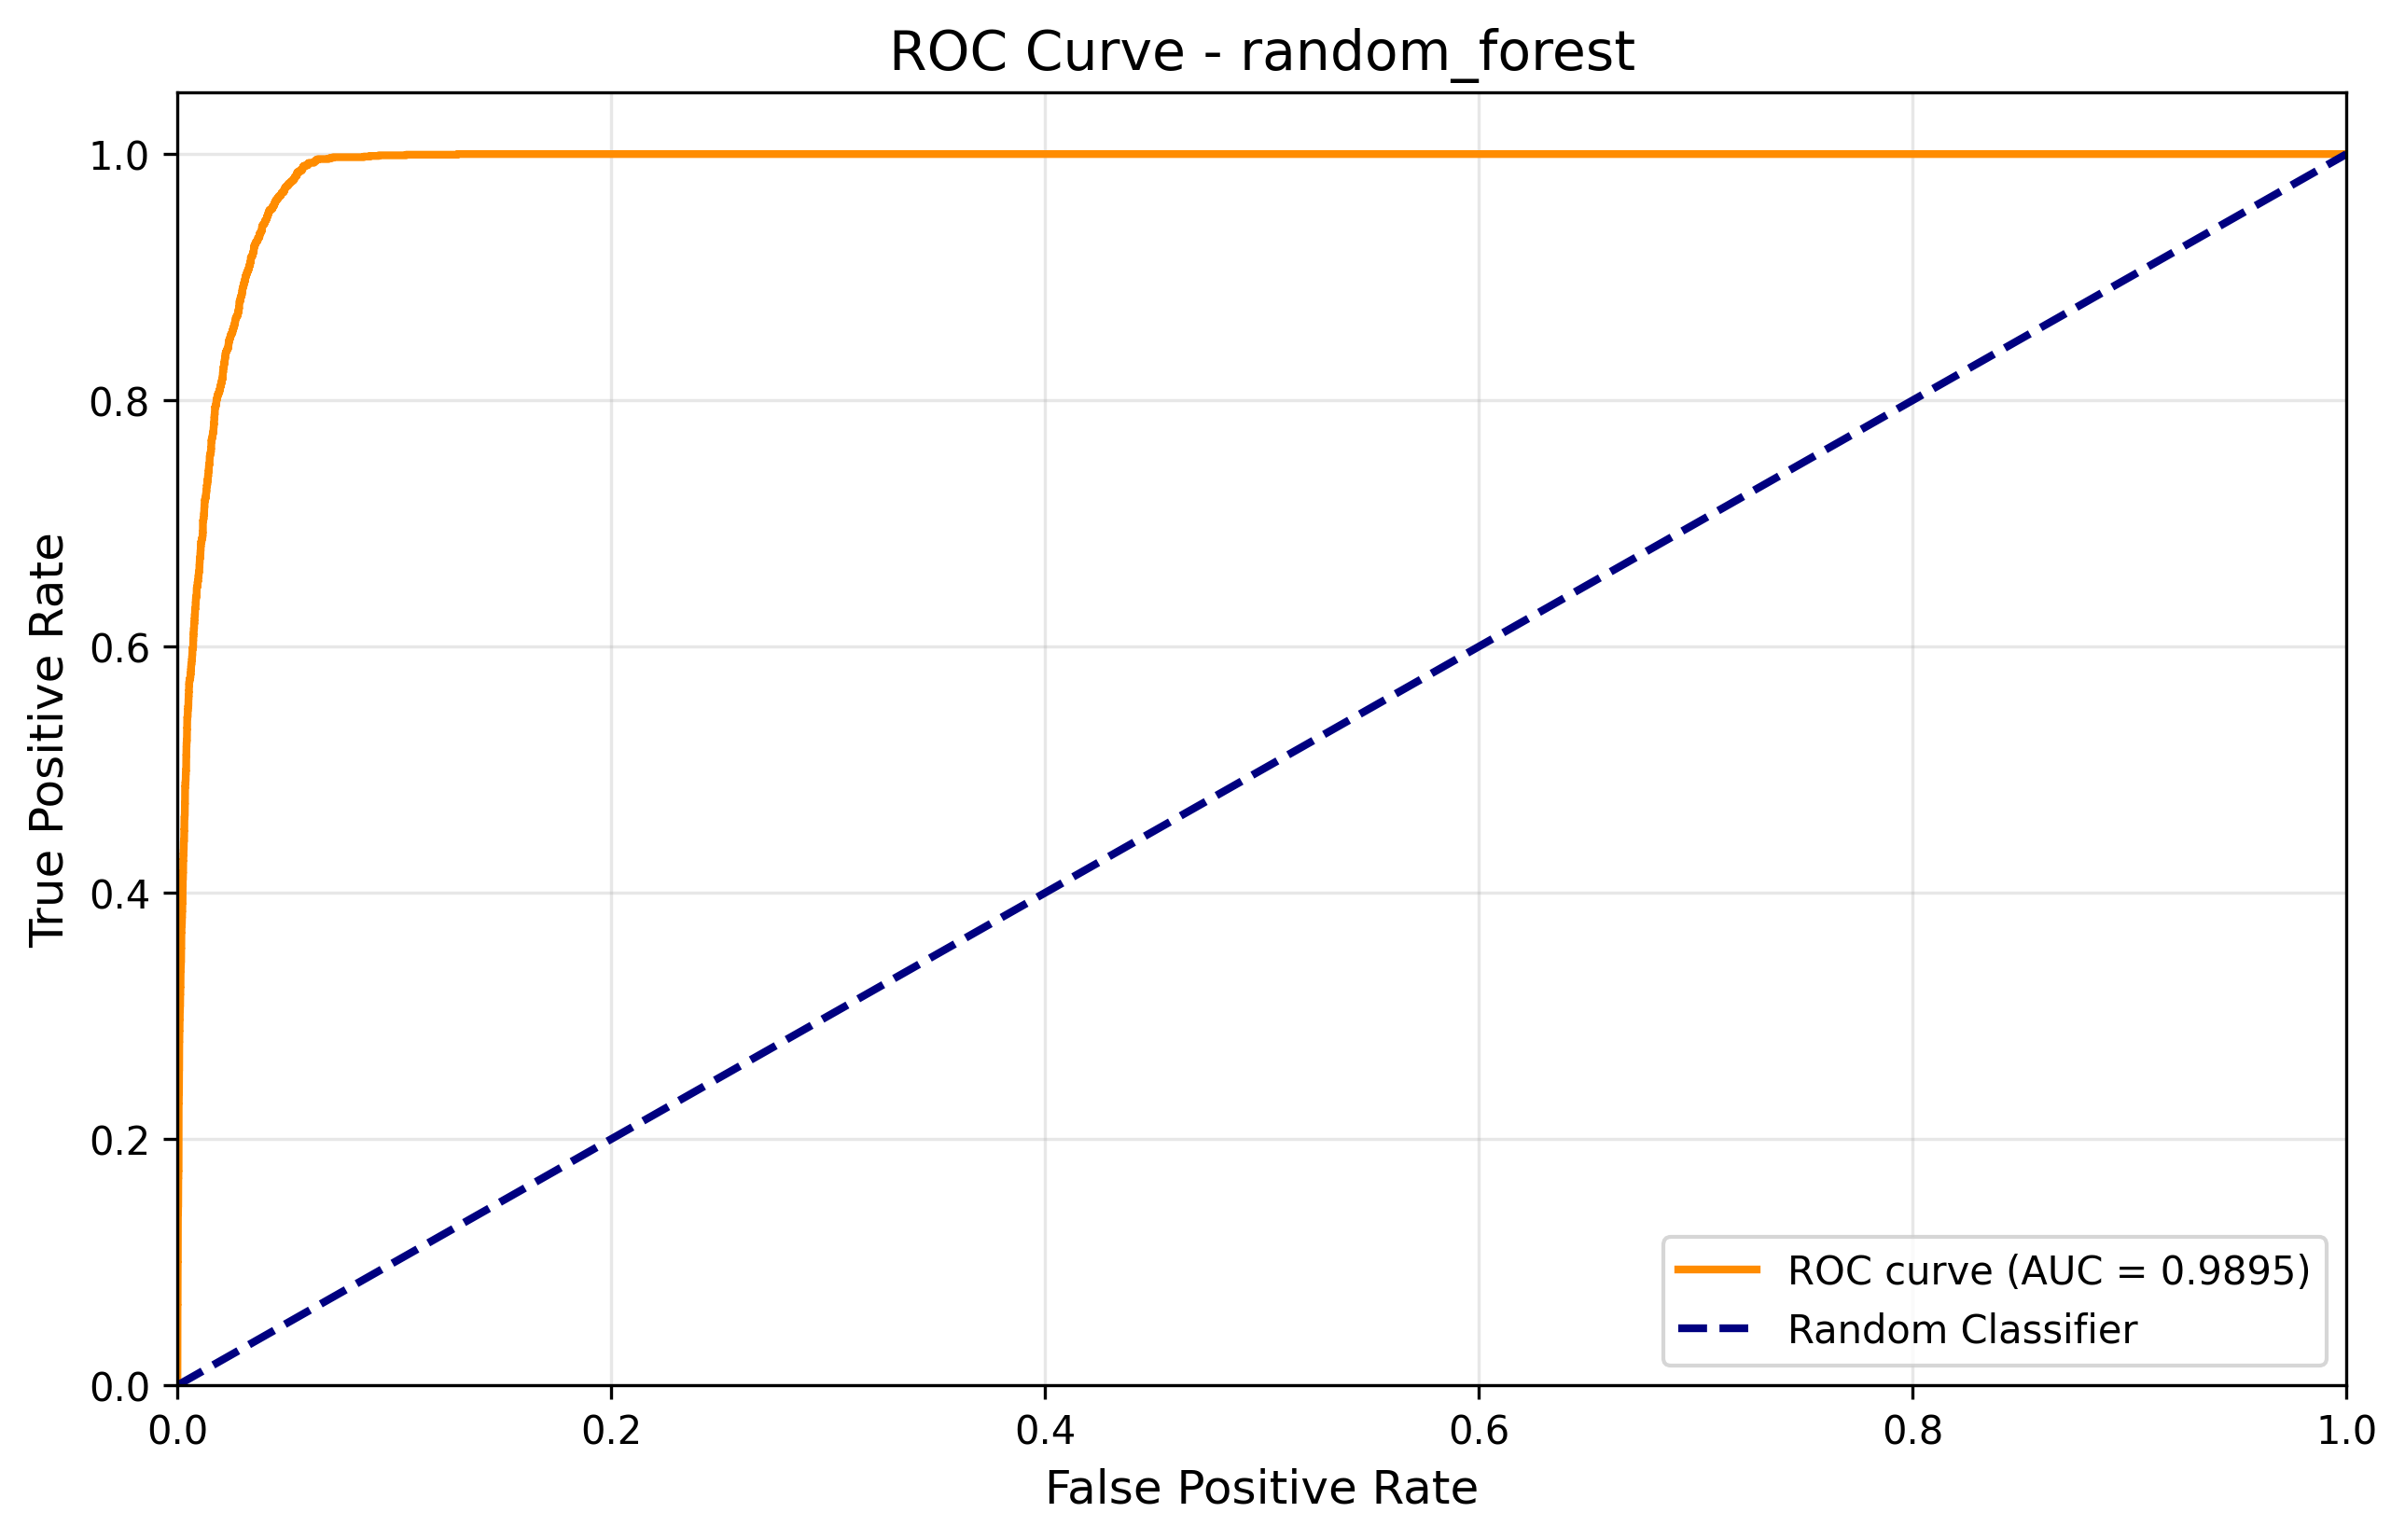 ROC Curve - random_forest
True Positive Rate
1.0
0.8
0.6
0.4
0.2
0.0
0.0 0.2 0.4 0.6 0.8 1.0
False Positive Rate
ROC curve (AUC = 0.9895)
Random Classifier